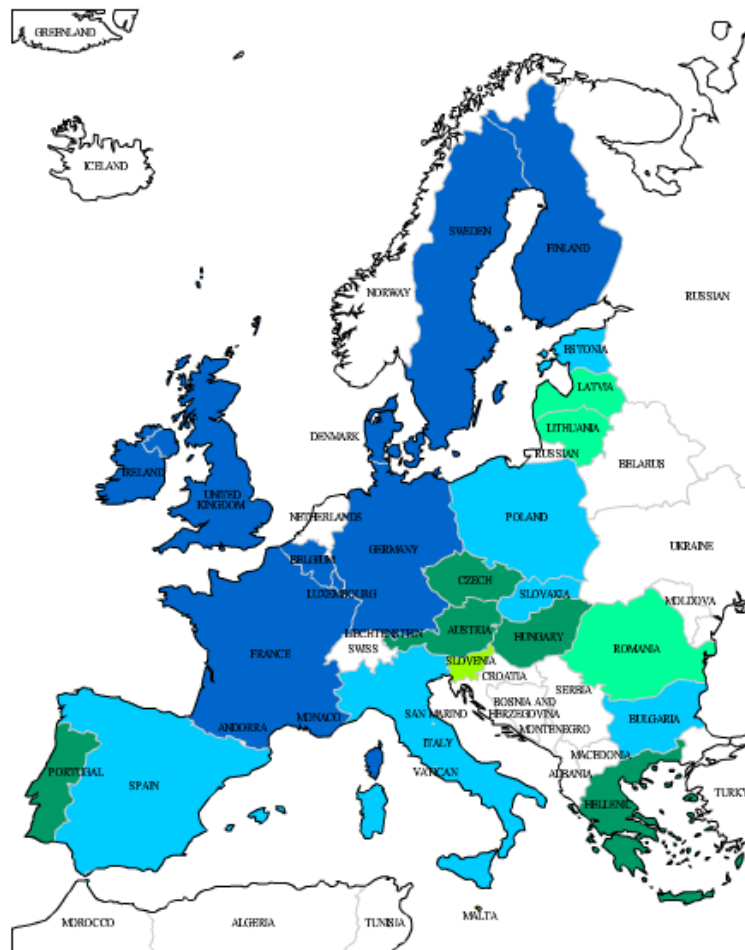 GREENLAND
ICELAND
SWEDEN
FINLAND
NORWAY
RUSSIAN
ESTONIA
LATVIA
LITHUANIA
DENMARK
RUSSIAN
BELARUS
IRELAND
UNITED
KINGDOM
NETHERLANDS
POLAND
GERMANY
UKRAINE
BELGIUM
CZECH
LUXEMBOURG
SLOVAKIA
MOLDOVA
LIECHTENSTEIN
AUSTRIA
HUNGARY
SWISS
FRANCE
ROMANIA
SLOVENIA
CROATIA
SERBIA
BOSNIA AND
HERZEGOVINA
SAN MARINO
MONACO
ANDORRA
BULGARIA
MONTENEGRO
ITALY
MACEDONIA
VATICAN
ALBANIA
PORTUGAL
SPAIN
TURKY
HELLENIC
MALTA
MOROCCO
ALGERIA
TUNISIA